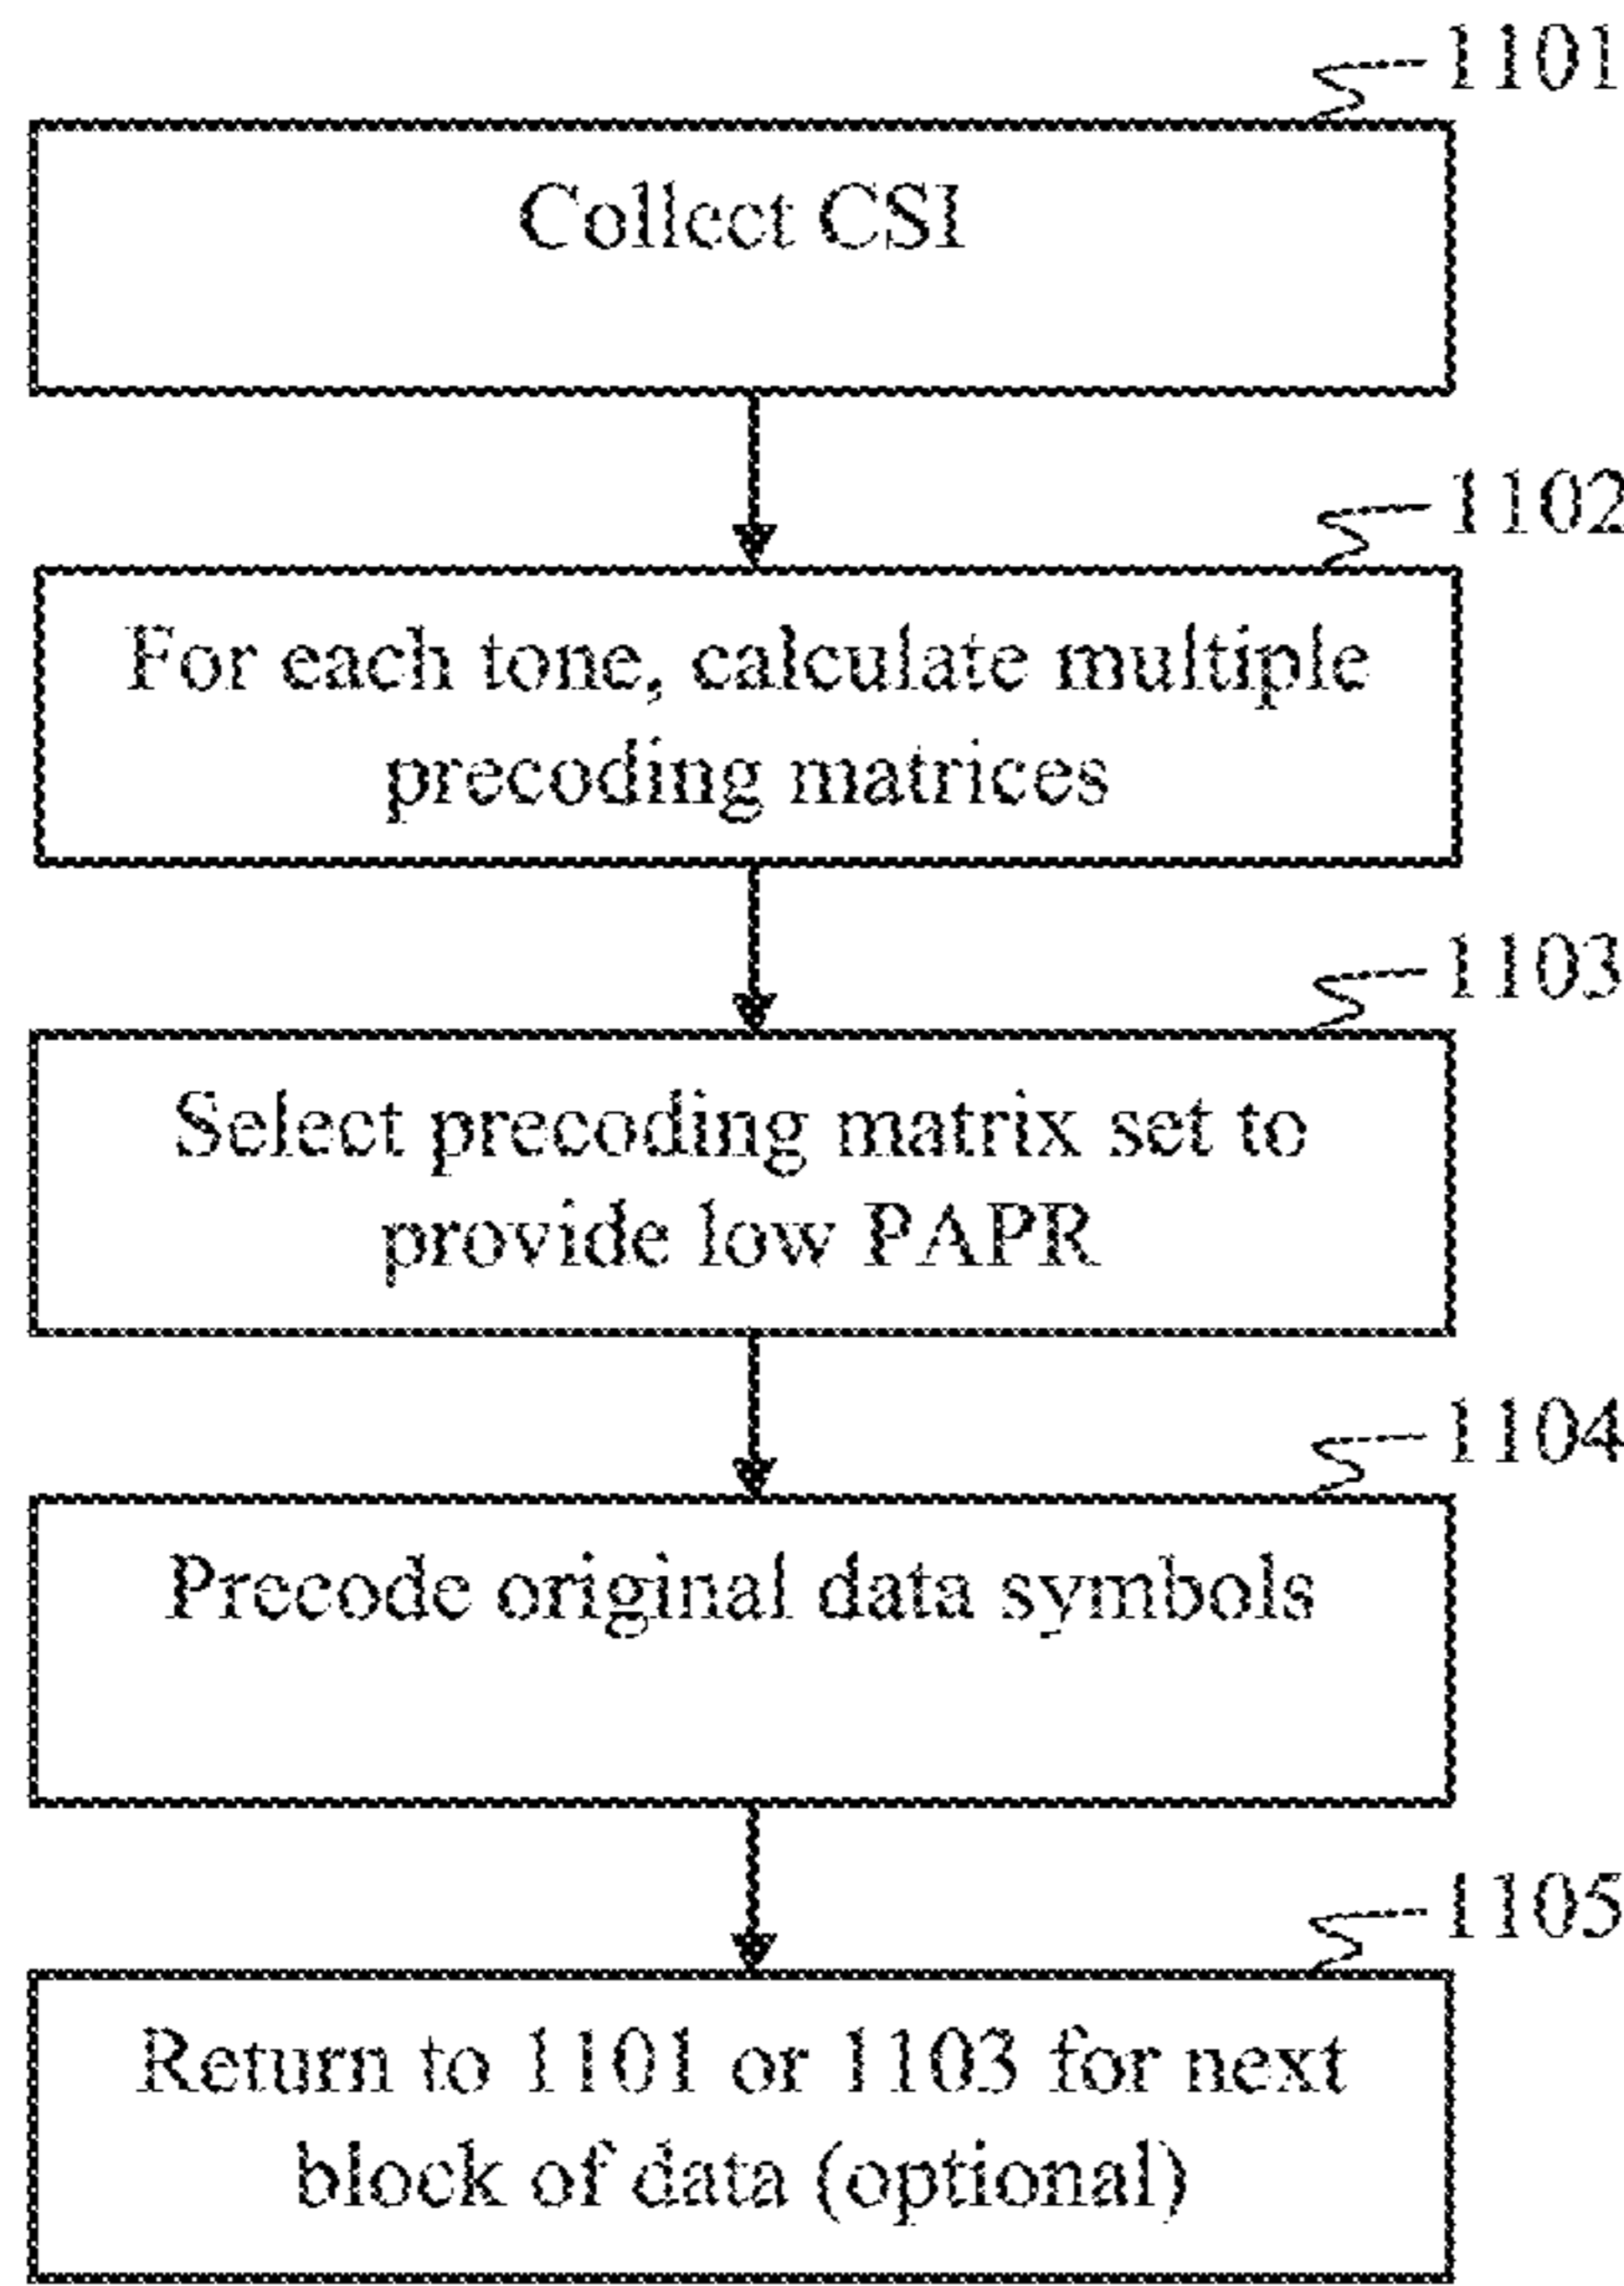 1101
Collect CSI
1102
For each tone, calculate multiple
precoding matrices
1103
Select precoding matrix set to
provide low PAPR
1104
Precode original data symbols
1105
Return to 1101 or 1103 for next
block of data (optional)